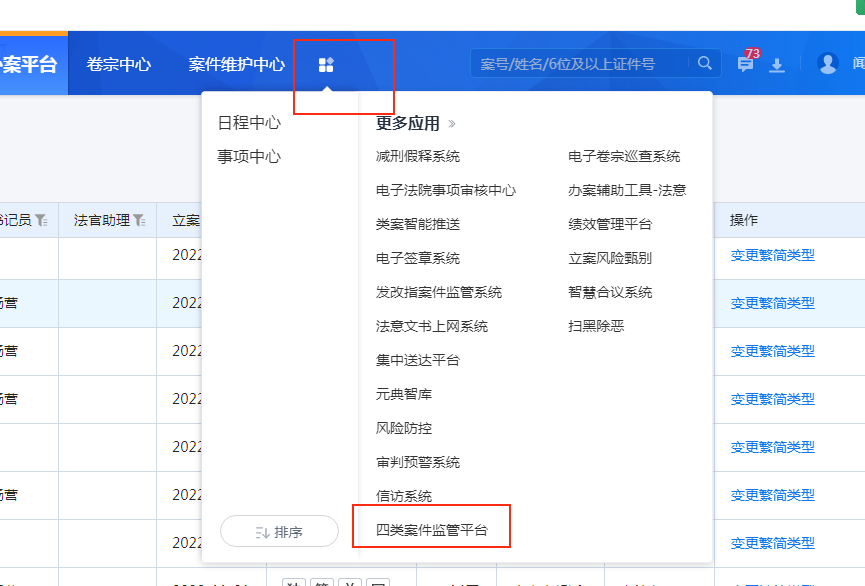 办案平台 卷宗中心 案件维护中心 案号/姓名/6位及以上证件号 73 闻
日程中心
事项中心
更多应用 »
减刑假释系统 电子卷宗巡查系统
电子法院事项审核中心 办案辅助工具-法意
类案智能推送 绩效管理平台
电子签章系统 立案风险甄别
发改指案件监管系统 智慧合议系统
法意文书上网系统 扫黑除恶
集中送达平台
元典智库
风险防控
审判预警系统
信访系统
四类案件监管平台
排序
书记员 法官助理 立案 操作
2022 变更繁简类型
营 2022 变更繁简类型
营 2022 变更繁简类型
营 2022 变更繁简类型
2022 变更繁简类型
营 2022 变更繁简类型
2022 变更繁简类型